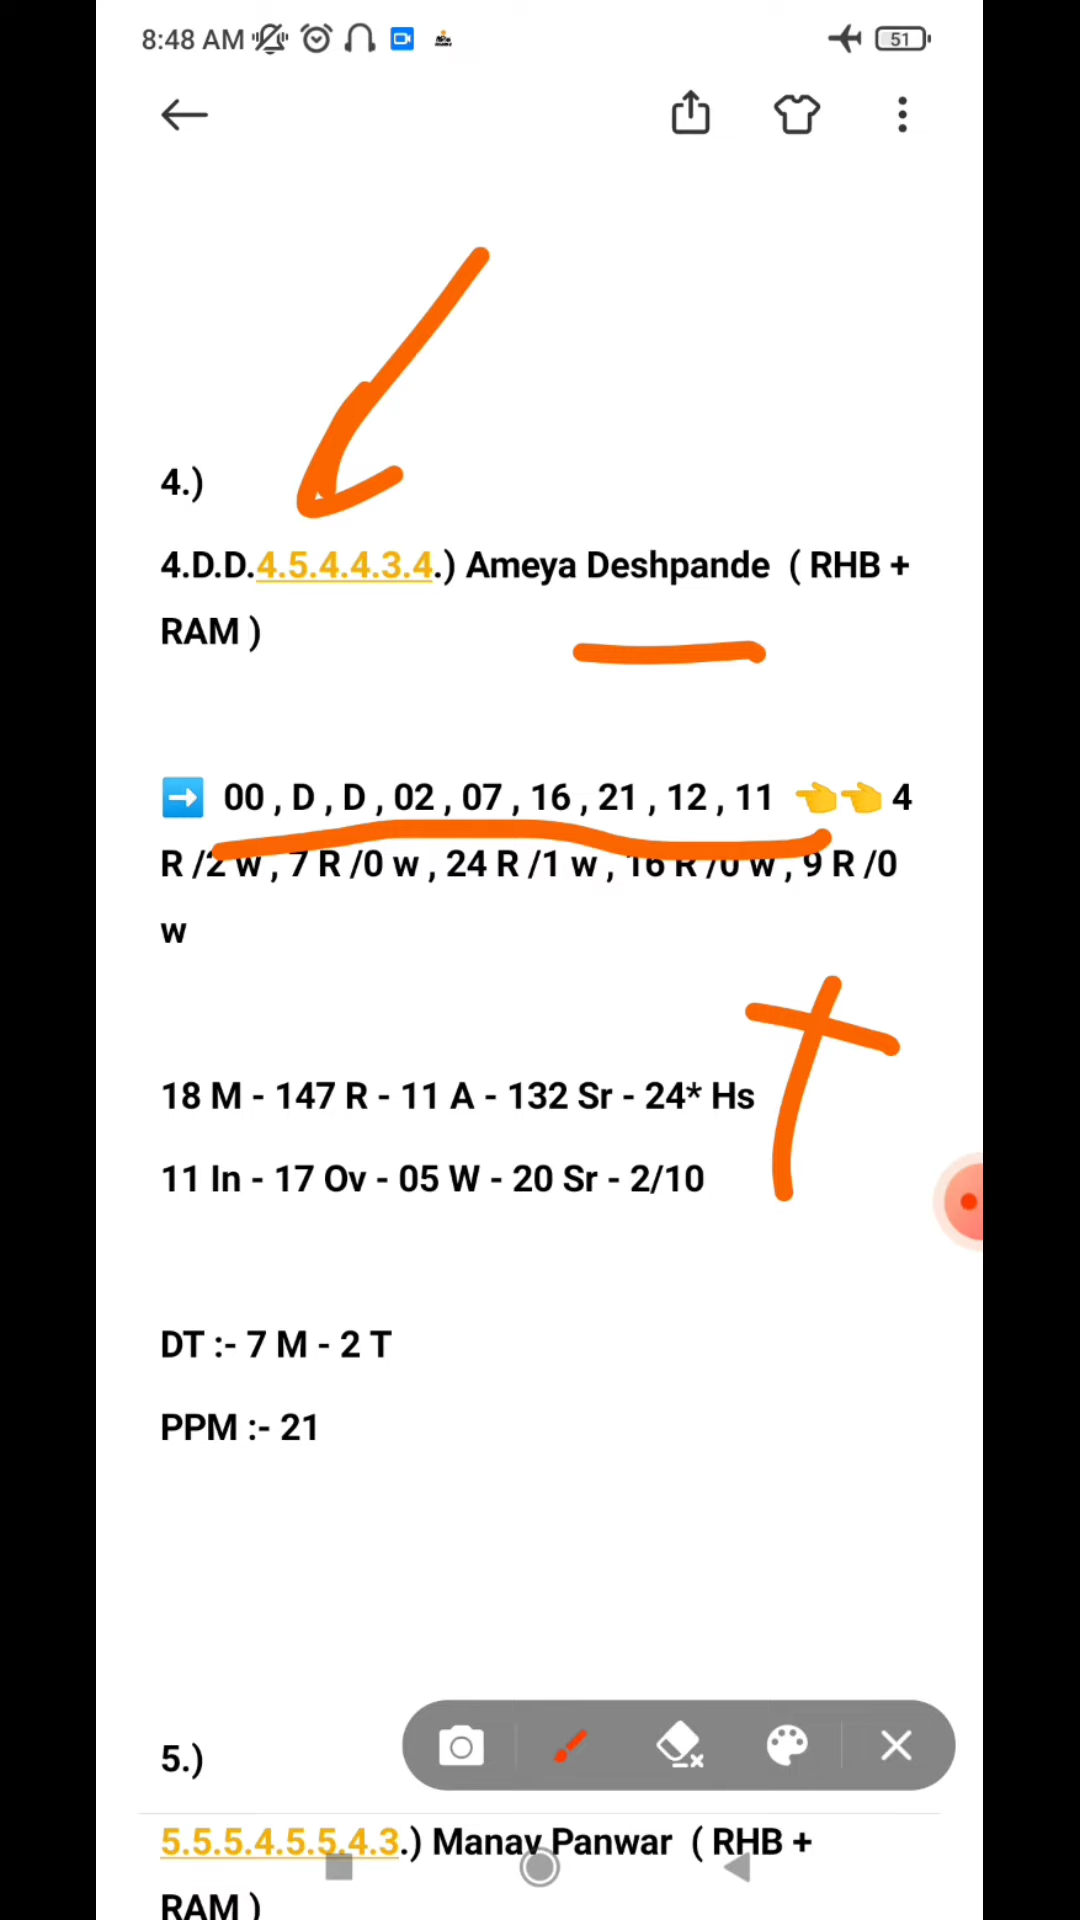 8:48 AM
51
4.)
4.D.D.4.5.4.4.3.4.) Ameya Deshpande ( RHB +
RAM )
➡️ 00 , D , D , 02 , 07 , 16 , 21 , 12 , 11 👈👈 4
R /2 w , 7 R /0 w , 24 R /1 w , 16 R /0 w , 9 R /0
w
18 M - 147 R - 11 A - 132 Sr - 24* Hs
11 In - 17 Ov - 05 W - 20 Sr - 2/10
DT :- 7 M - 2 T
PPM :- 21
5.)
5.5.5.4.5.5.4.3.) Manav Panwar ( RHB +
RAM )